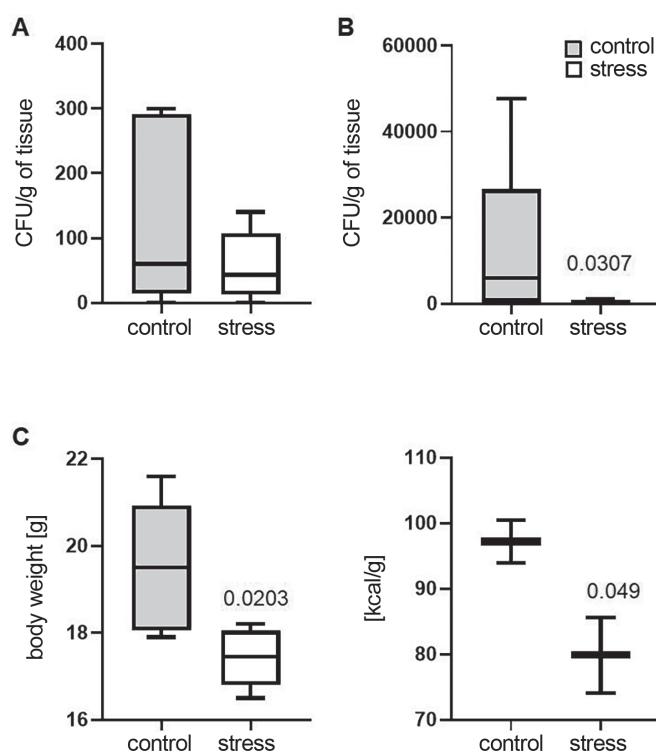 A
CFU/g of tissue
400
300
200
100
0
control
stress
B
CFU/g of tissue
60000
40000
20000
0
control
stress
0.0307
control
stress
C
body weight [g]
22
20
18
16
0.0203
control
stress
[kcal/g]
110
100
90
80
70
0.049
control
stress